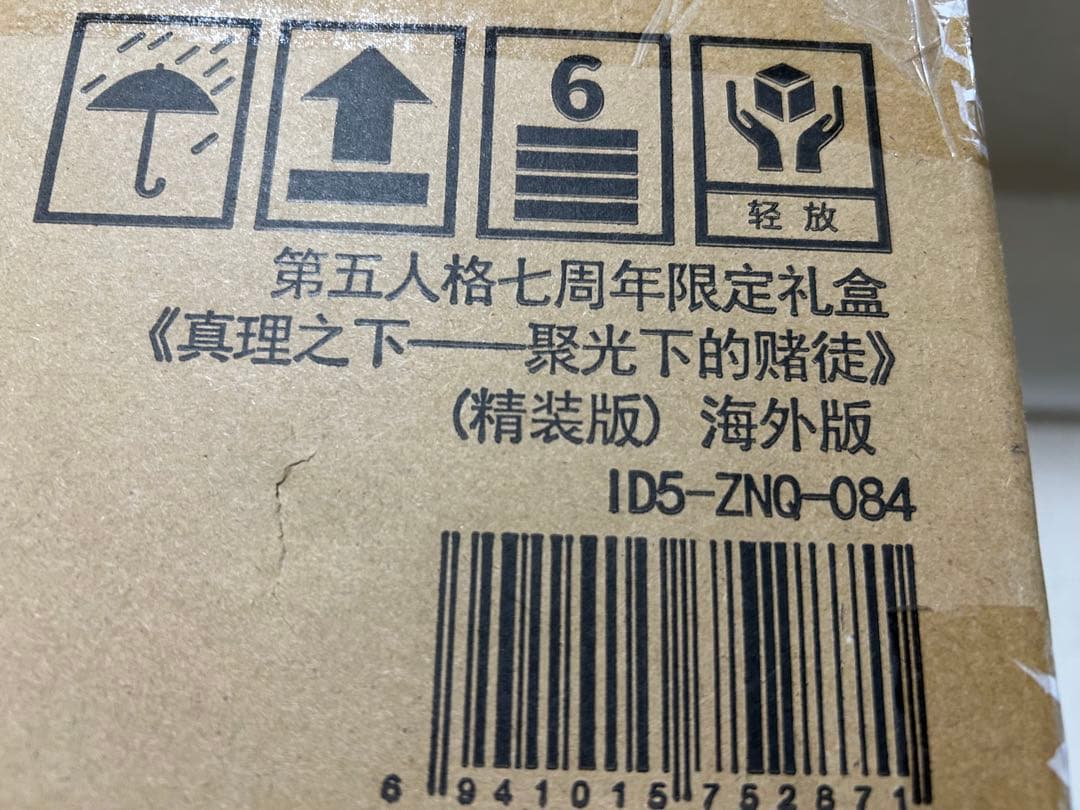 6
轻放
第五人格七周年限定礼盒
《真理之下——聚光下的赌徒》
(精装版) 海外版
ID5-ZNQ-084
6 941015 752871